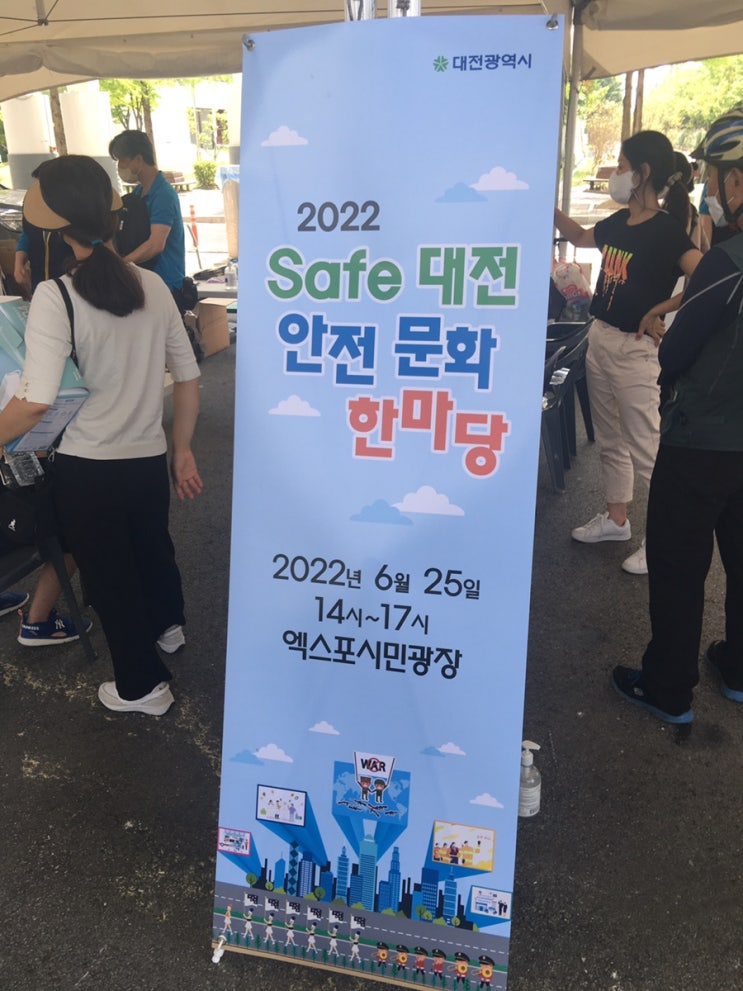 대전광역시
2022
Safe 대전
안전 문화
한마당
2022년 6월 25일
14시~17시
엑스포시민광장
WAR